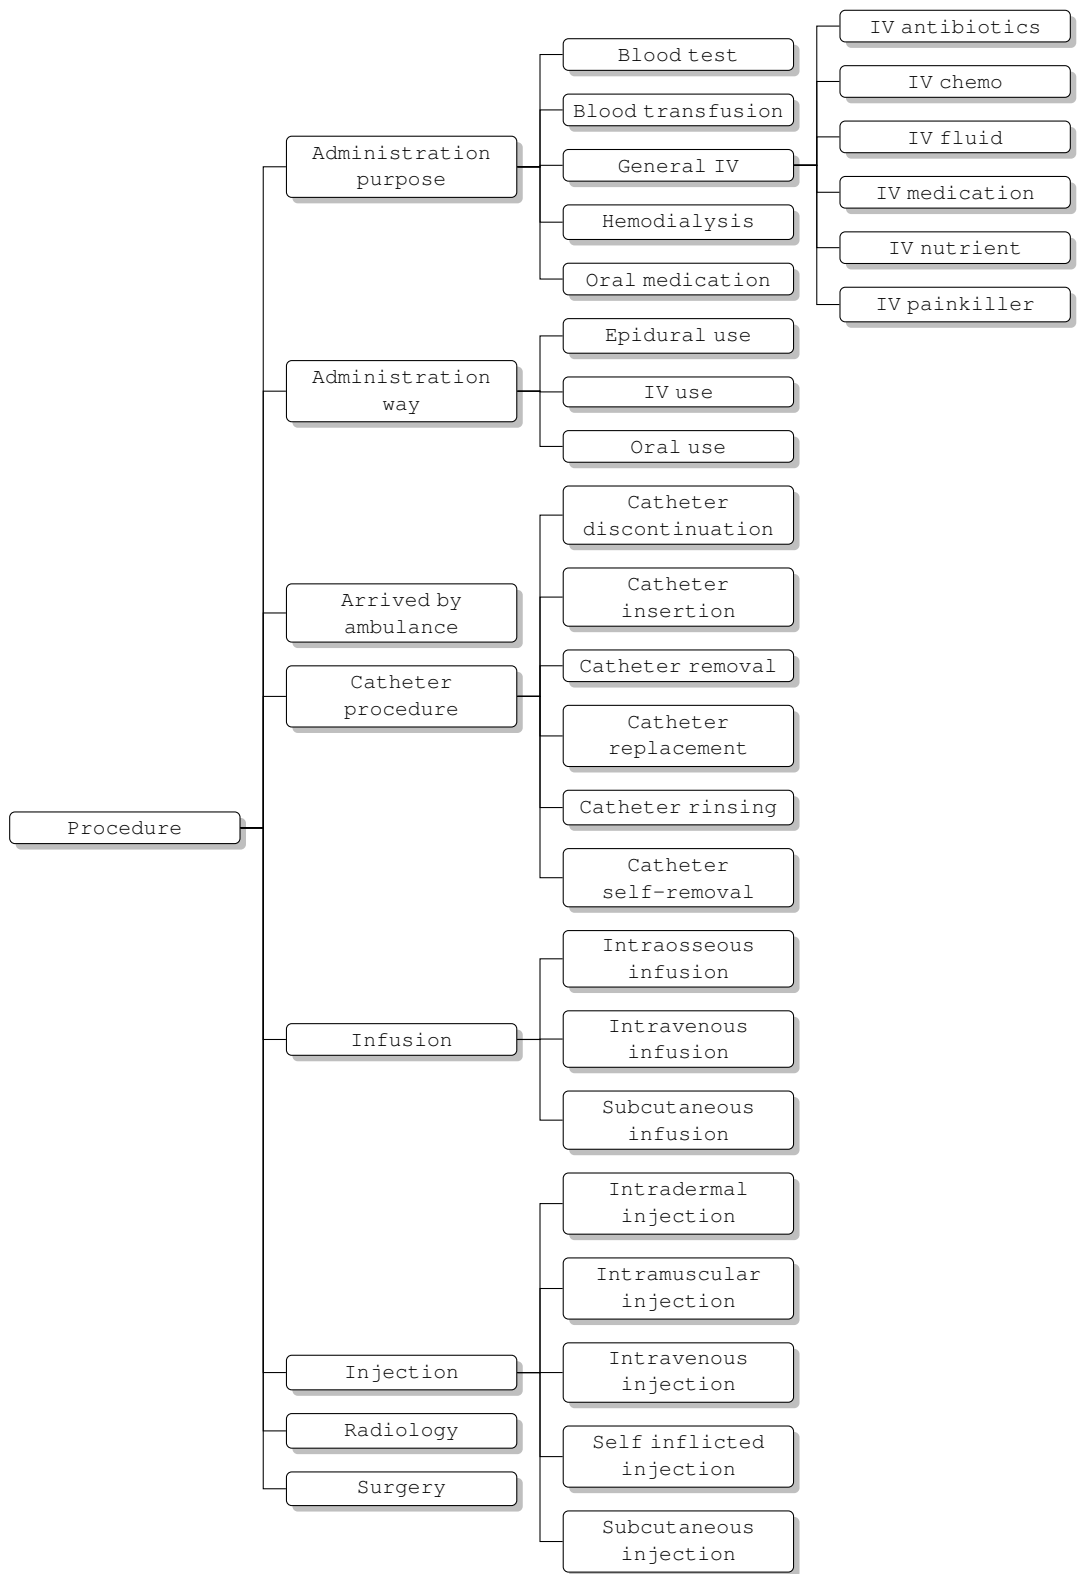 Procedure
Administration
purpose
Blood test
Blood transfusion
General IV
IV antibiotics
IV chemo
IV fluid
IV medication
IV nutrient
IV painkiller
Hemodialysis
Oral medication
Administration
way
Epidural use
IV use
Oral use
Arrived by
ambulance
Catheter
procedure
Catheter
discontinuation
Catheter
insertion
Catheter removal
Catheter
replacement
Catheter rinsing
Catheter
self-removal
Infusion
Intraosseous
infusion
Intravenous
infusion
Subcutaneous
infusion
Injection
Intradermal
injection
Intramuscular
injection
Intravenous
injection
Self inflicted
injection
Subcutaneous
injection
Radiology
Surgery